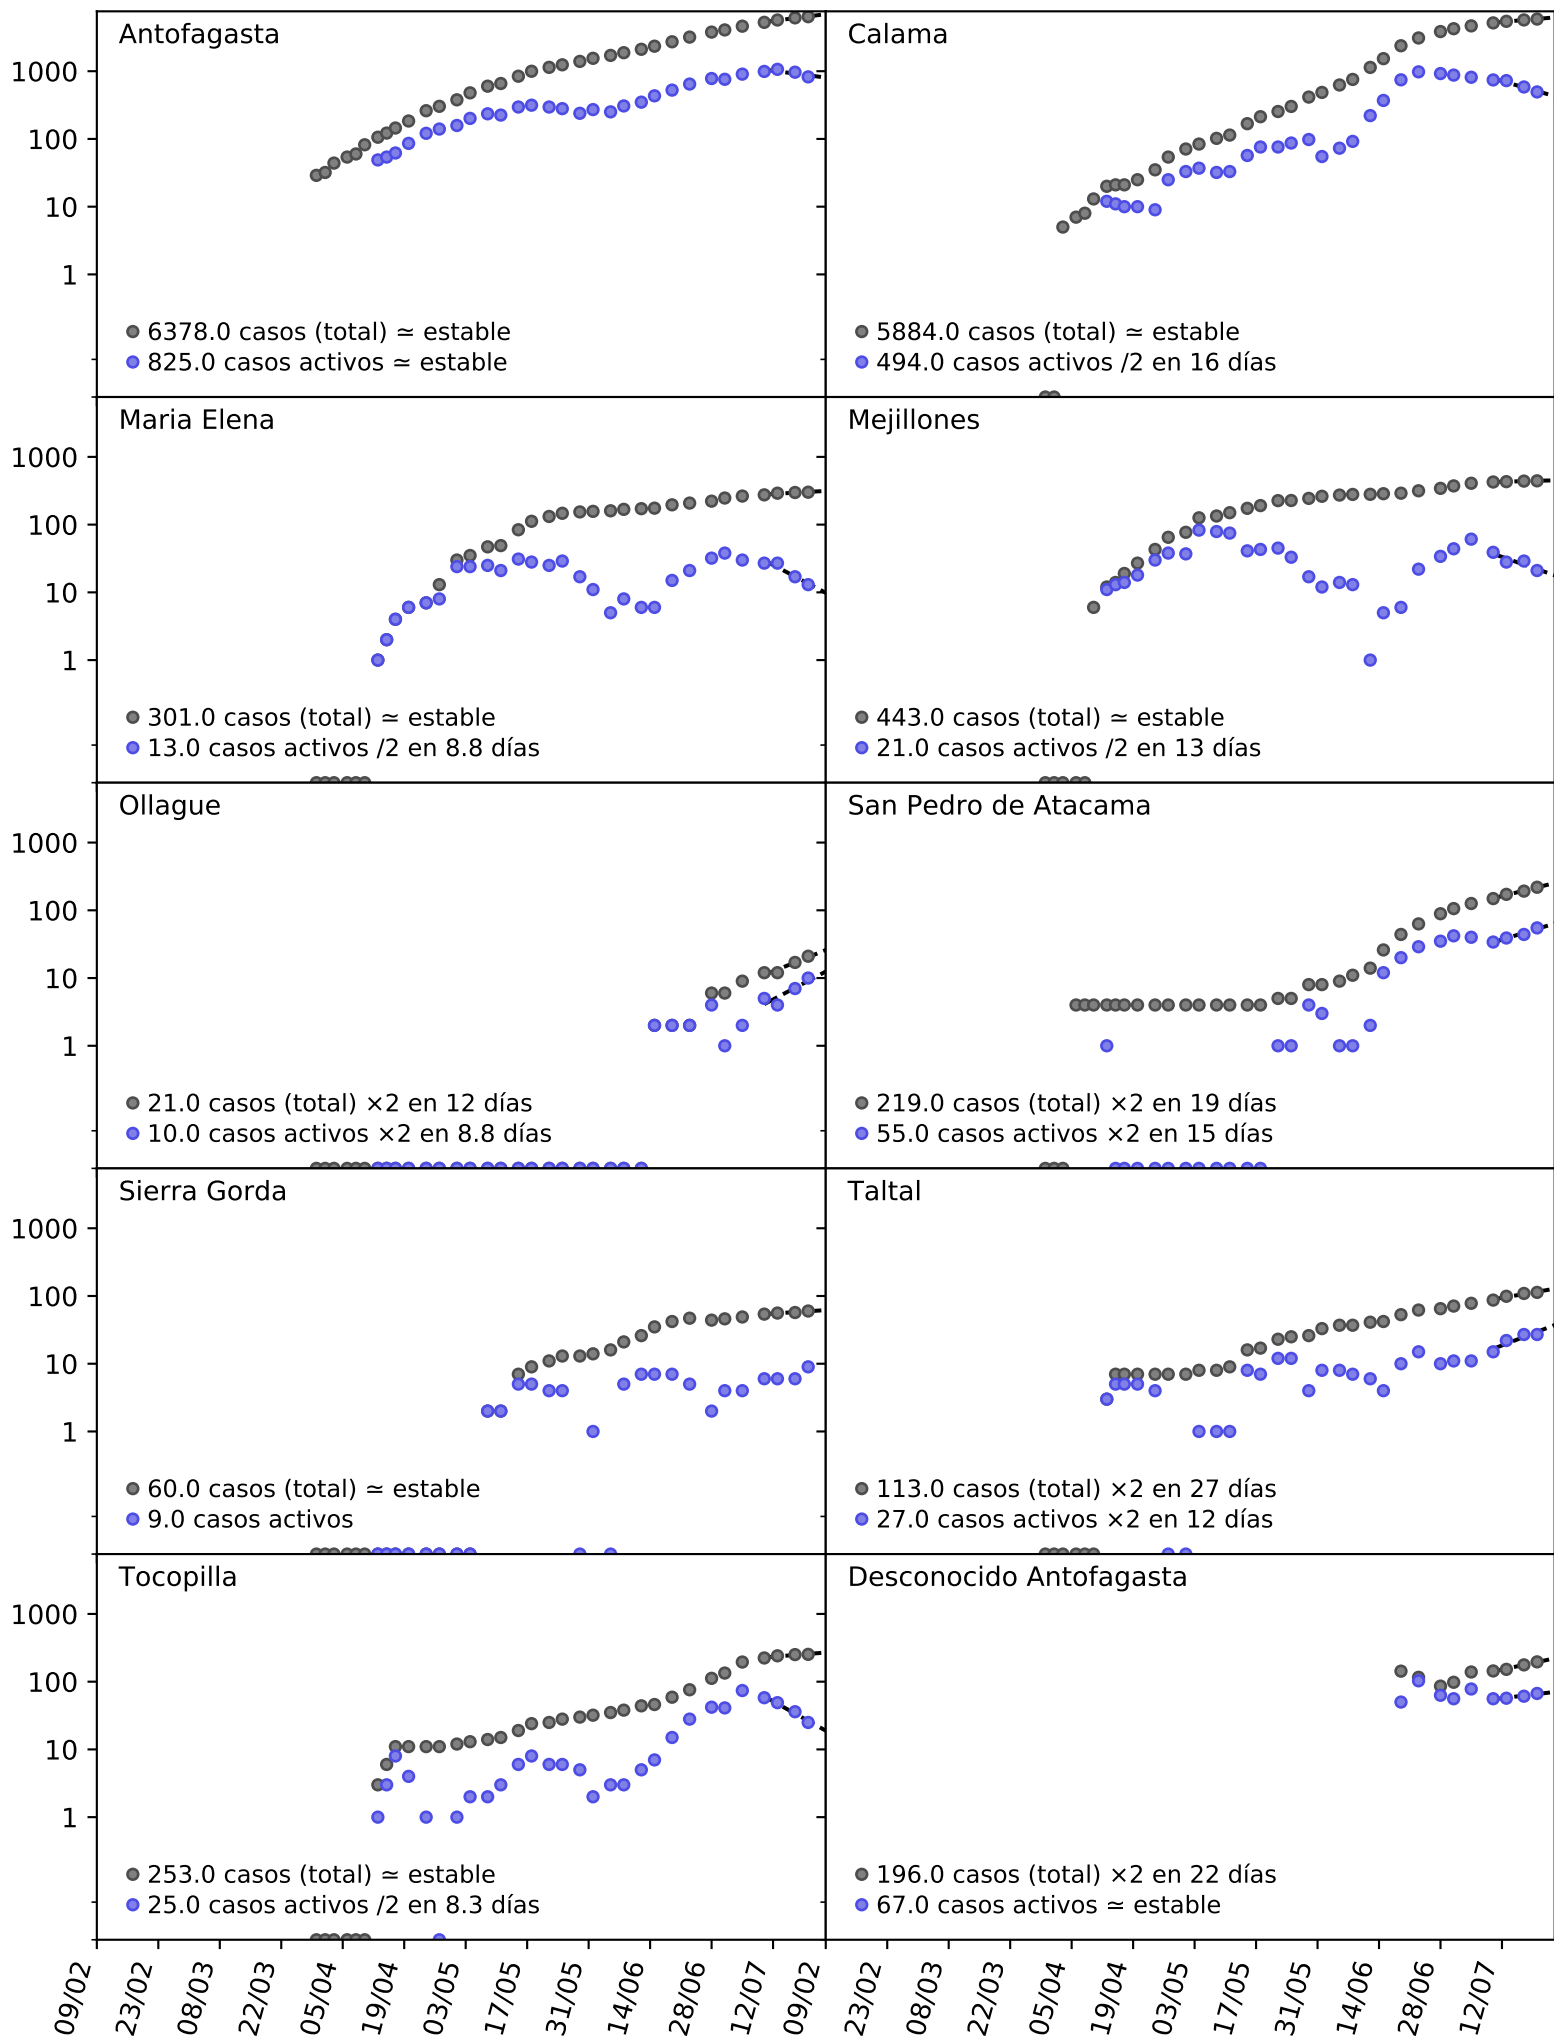 Antofagasta
1000
100
10
1
6378.0 casos (total) ≃ estable
825.0 casos activos ≃ estable
Calama
5884.0 casos (total) ≃ estable
494.0 casos activos /2 en 16 días
Maria Elena
1000
100
10
1
301.0 casos (total) ≃ estable
13.0 casos activos /2 en 8.8 días
Mejillones
443.0 casos (total) ≃ estable
21.0 casos activos /2 en 13 días
Ollague
1000
100
10
1
21.0 casos (total) ×2 en 12 días
10.0 casos activos ×2 en 8.8 días
San Pedro de Atacama
219.0 casos (total) ×2 en 19 días
55.0 casos activos ×2 en 15 días
Sierra Gorda
1000
100
10
1
60.0 casos (total) ≃ estable
9.0 casos activos
Taltal
113.0 casos (total) ×2 en 27 días
27.0 casos activos ×2 en 12 días
Tocopilla
1000
100
10
1
253.0 casos (total) ≃ estable
25.0 casos activos /2 en 8.3 días
Desconocido Antofagasta
196.0 casos (total) ×2 en 22 días
67.0 casos activos ≃ estable
09/02
23/02
08/03
22/03
05/04
19/04
03/05
17/05
31/05
14/06
28/06
12/07
09/02
23/02
08/03
22/03
05/04
19/04
03/05
17/05
31/05
14/06
28/06
12/07